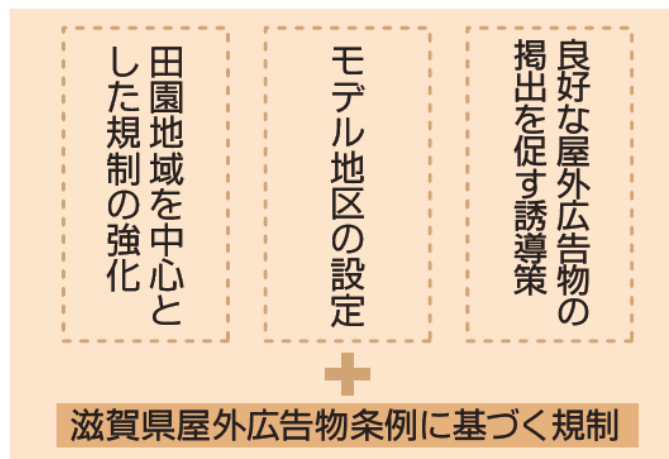 良好な屋外広告物の
掲出を促す誘導策
モデル地区の設定
田園地域を中心と
した規制の強化
滋賀県屋外広告物条例に基づく規制